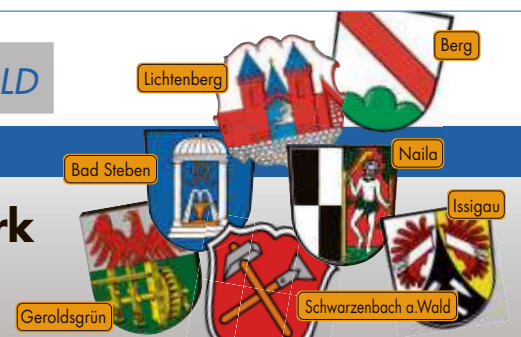 LD
Berg
Lichtenberg
Naila
Bad Steben
Issigau
rk
Schwarzenbach a.Wald
Geroldsgrün